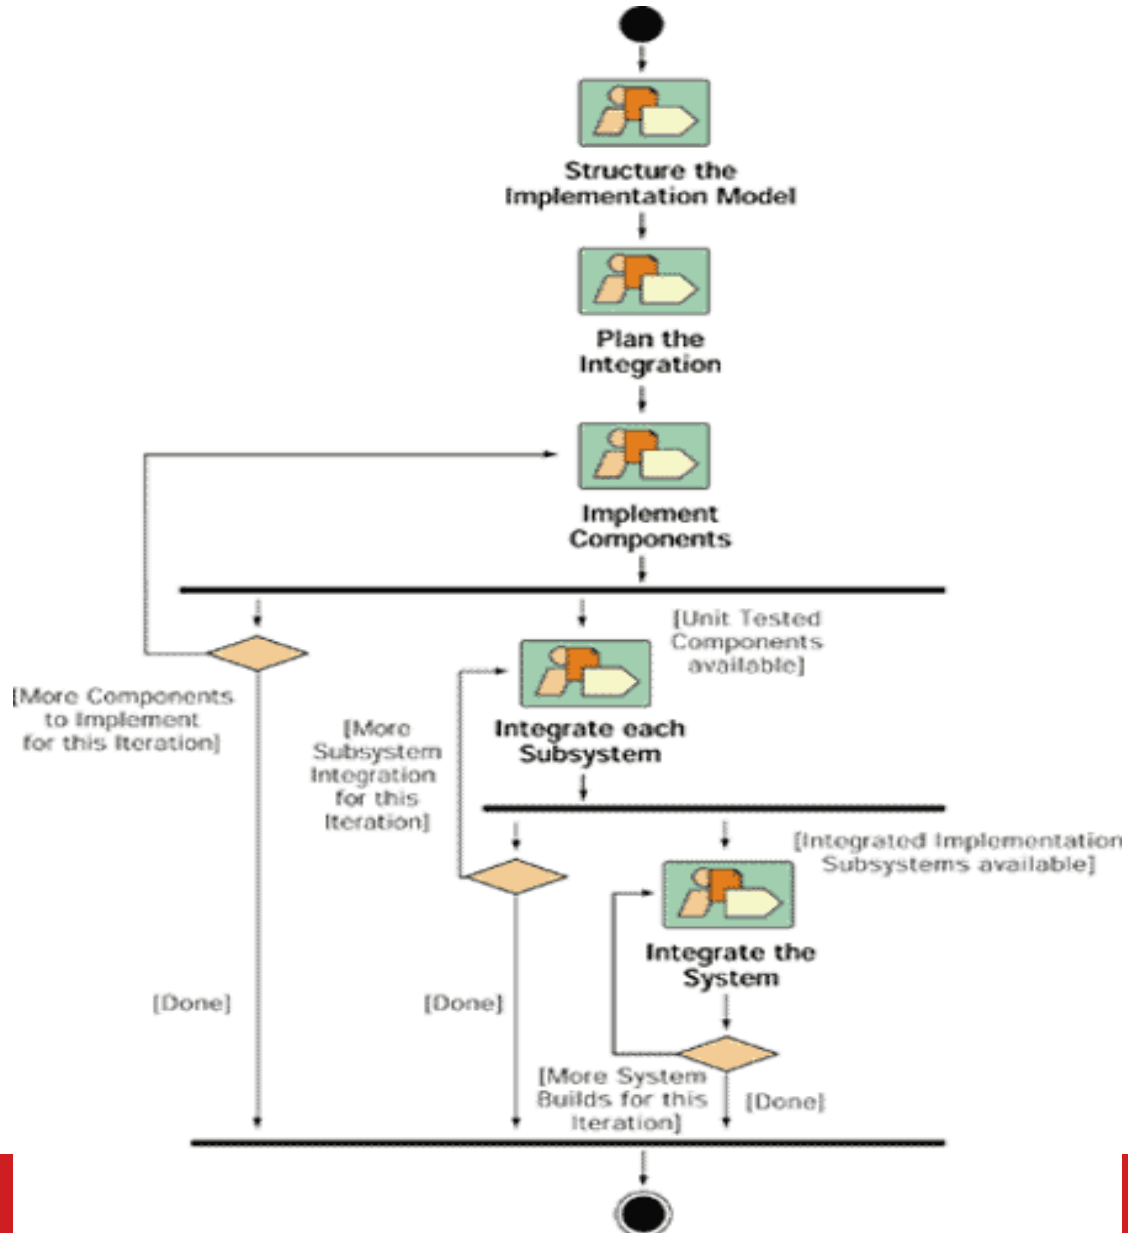 Structure the
Implementation Model
Plan the
Integration
Implement
Components
[Unit Tested
Components
available]
[More Components
to Implement
for this Iteration]
[More
Subsystem
Integration
for this
Iteration]
Integrate each
Subsystem
[Integrated Implementation
Subsystems available]
Integrate the
System
[Done]
[Done]
[More System
Builds for this
Iteration]
[Done]